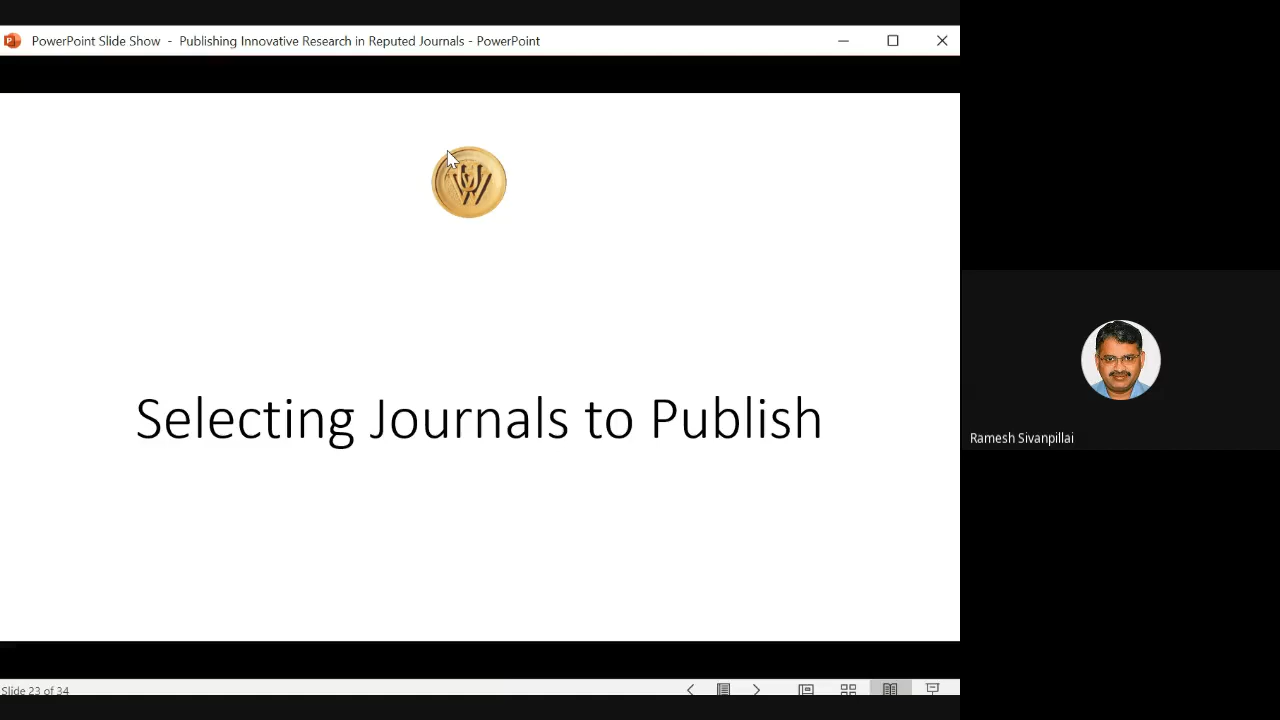 PowerPoint Slide Show - Publishing Innovative Research in Reputed Journals - PowerPoint
Selecting Journals to Publish
Ramesh Sivanpillai
Slide 23 of 34